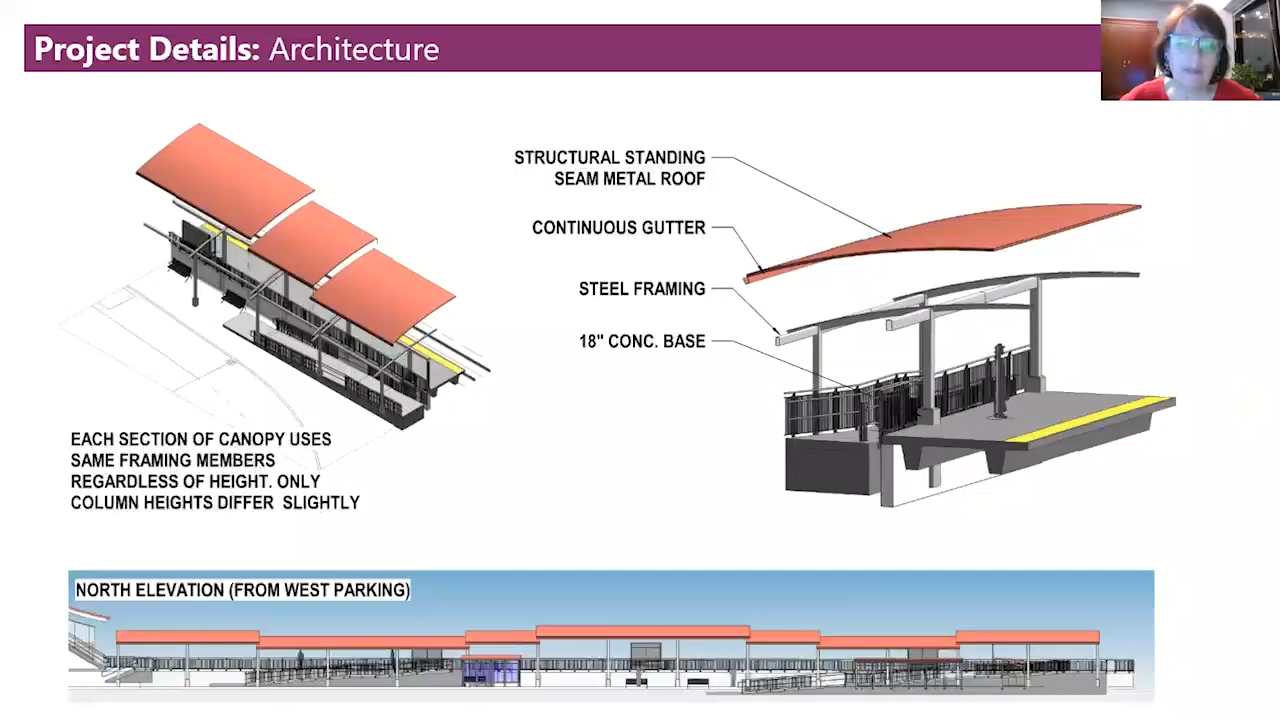 Project Details: Architecture
STRUCTURAL STANDING
SEAM METAL ROOF
CONTINUOUS GUTTER
STEEL FRAMING
18" CONC. BASE
EACH SECTION OF CANOPY USES
SAME FRAMING MEMBERS
REGARDLESS OF HEIGHT. ONLY
COLUMN HEIGHTS DIFFER SLIGHTLY
NORTH ELEVATION (FROM WEST PARKING)